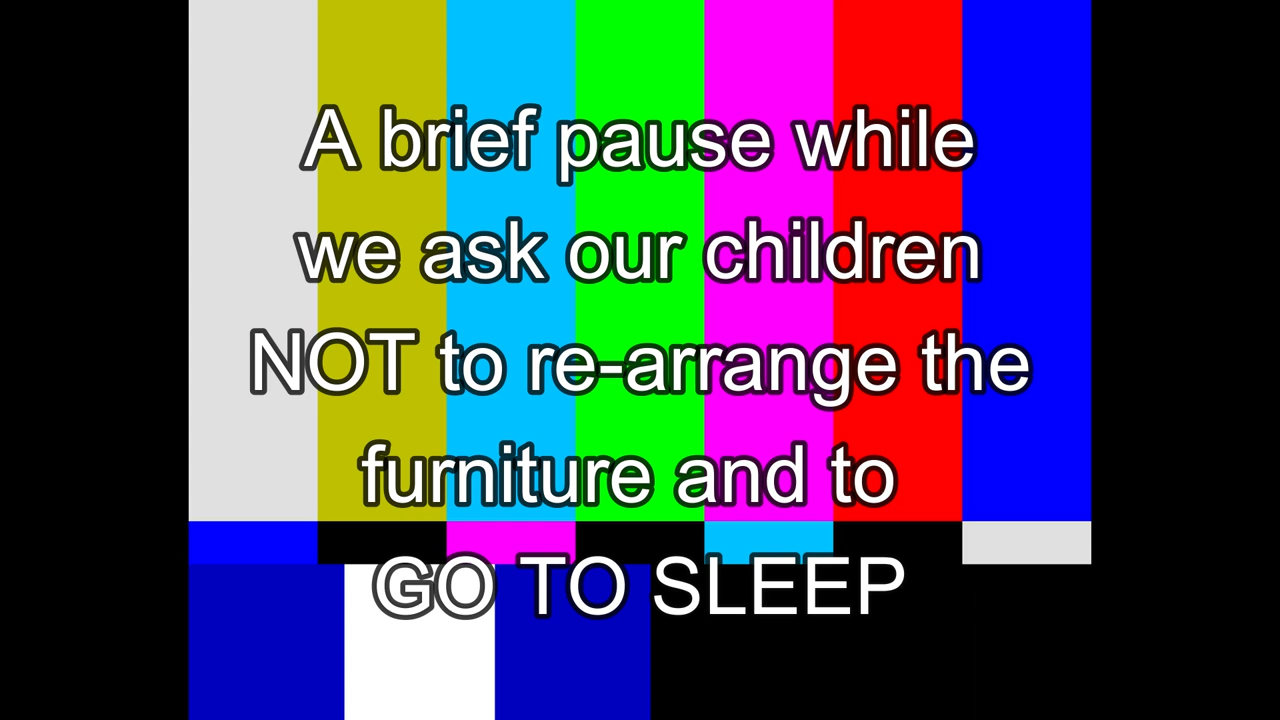 A brief pause while
we ask our children
NOT to re-arrange the
furniture and to
GO TO SLEEP